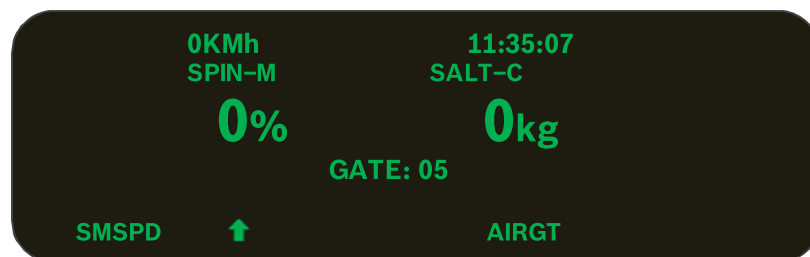 0KMh 11:35:07
SPIN-M SALT-C
0% 0kg
GATE: 05
SMSPD AIRGT